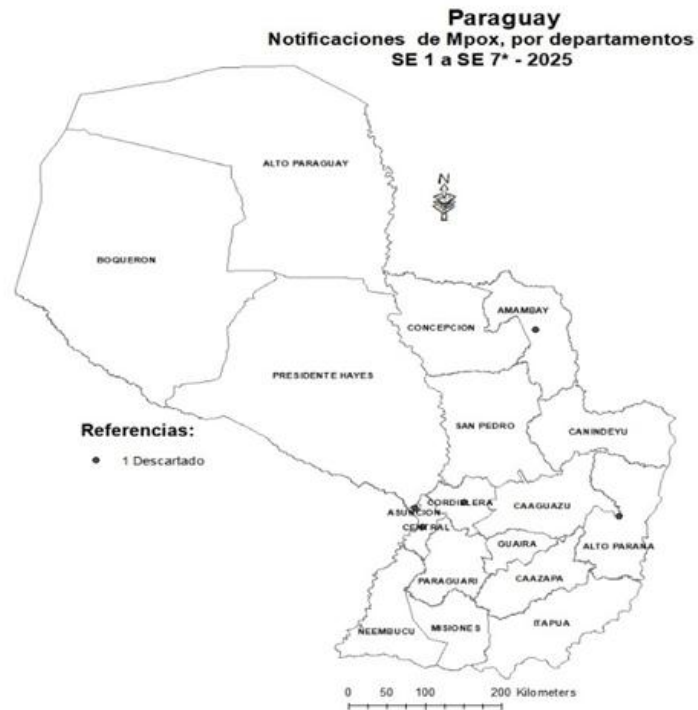 Paraguay
Notificaciones de Mpox, por departamentos
SE 1 a SE 7* - 2025
ALTO PARAGUAY
N
BOQUERON
AMAMBAY
CONCEPCION
PRESIDENTE HAYES
SAN PEDRO
CANINDEYU
Referencias:
1 Descartado
CORDILLERA
ASUNCION
CAAGUAZU
CENTRAL
GUAIRA
ALTO PARANA
PARAGUARI
CAAZAPA
ÑEEMBUCU
MISIONES
ITAPUA
0 50 100 200 Kilometers